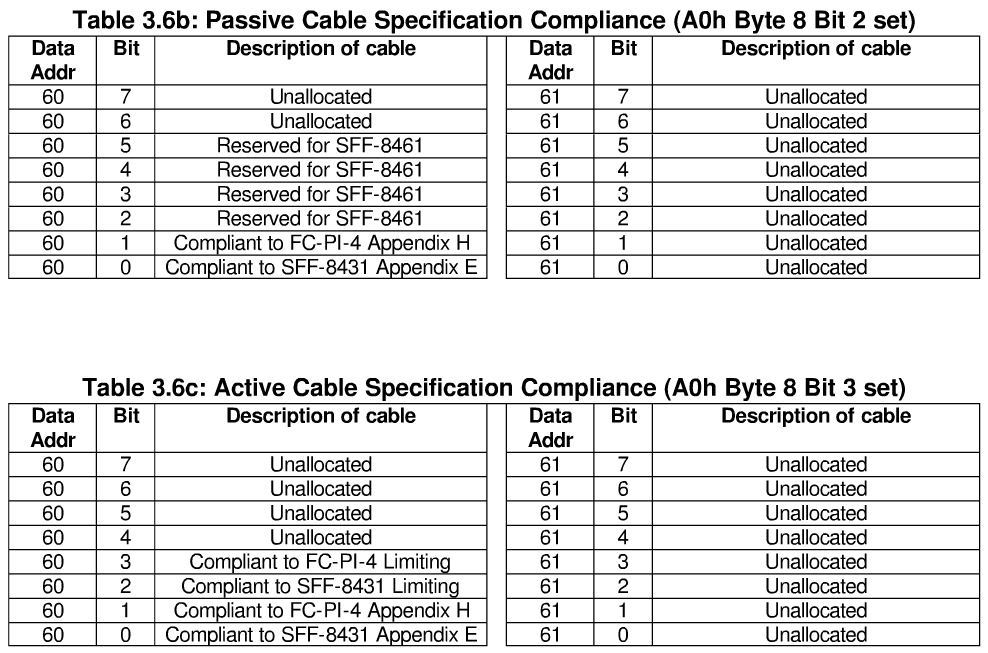 Table 3.6b: Passive Cable Specification Compliance (A0h Byte 8 Bit 2 set)
Data Addr Bit Description of cable Data Addr Bit Description of cable
60 7 Unallocated 61 7 Unallocated
60 6 Unallocated 61 6 Unallocated
60 5 Reserved for SFF-8461 61 5 Unallocated
60 4 Reserved for SFF-8461 61 4 Unallocated
60 3 Reserved for SFF-8461 61 3 Unallocated
60 2 Reserved for SFF-8461 61 2 Unallocated
60 1 Compliant to FC-PI-4 Appendix H 61 1 Unallocated
60 0 Compliant to SFF-8431 Appendix E 61 0 Unallocated
Table 3.6c: Active Cable Specification Compliance (A0h Byte 8 Bit 3 set)
Data Addr Bit Description of cable Data Addr Bit Description of cable
60 7 Unallocated 61 7 Unallocated
60 6 Unallocated 61 6 Unallocated
60 5 Unallocated 61 5 Unallocated
60 4 Unallocated 61 4 Unallocated
60 3 Compliant to FC-PI-4 Limiting 61 3 Unallocated
60 2 Compliant to SFF-8431 Limiting 61 2 Unallocated
60 1 Compliant to FC-PI-4 Appendix H 61 1 Unallocated
60 0 Compliant to SFF-8431 Appendix E 61 0 Unallocated